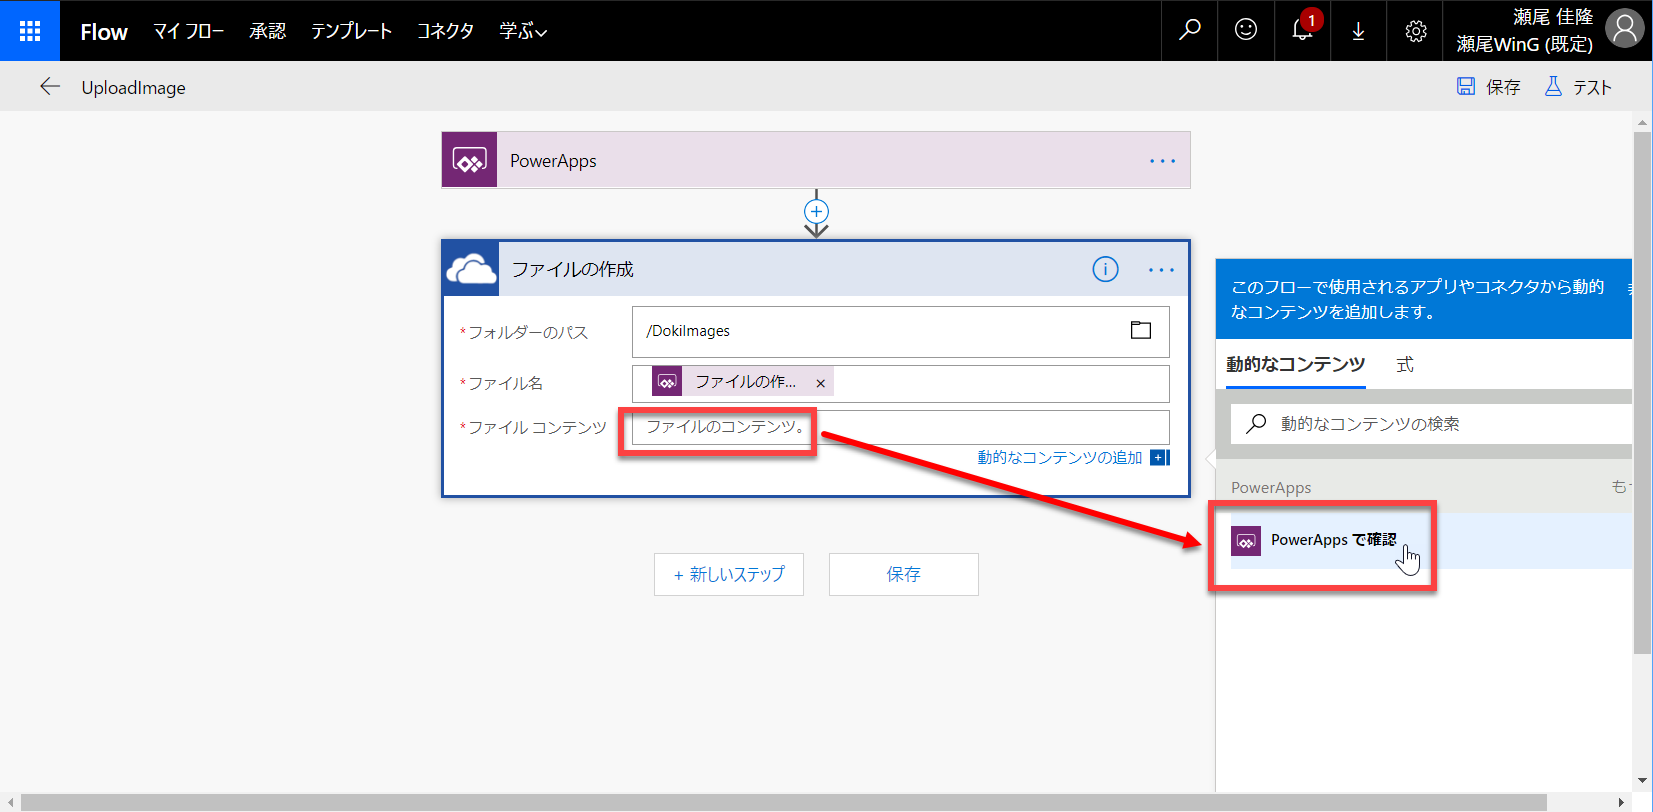 Flow マイ フロー 承認 テンプレート コネクタ 学ぶ
1
瀬尾 佳隆
瀬尾WinG (既定)
UploadImage
保存 テスト
PowerApps
ファイルの作成
*フォルダーのパス
/DokiImages
*ファイル名
ファイルの作... ×
*ファイル コンテンツ
ファイルのコンテンツ。
動的なコンテンツの追加
+ 新しいステップ
保存
このフローで使用されるアプリやコネクタから動的
なコンテンツを追加します。
動的なコンテンツ 式
動的なコンテンツの検索
PowerApps
PowerApps で確認